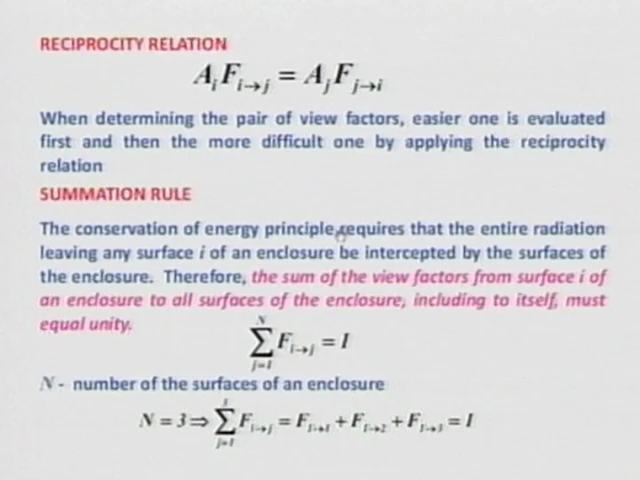 RECIPROCITY RELATION
A_i F_{i→j} = A_j F_{j→i}
When determining the pair of view factors, easier one is evaluated
first and then the more difficult one by applying the reciprocity
relation
SUMMATION RULE
The conservation of energy principle requires that the entire radiation
leaving any surface i of an enclosure be intercepted by the surfaces of
the enclosure. Therefore, the sum of the view factors from surface i of
an enclosure to all surfaces of the enclosure, including to itself, must
equal unity.
∑_{j=1}^{N} F_{i→j} = 1
N - number of the surfaces of an enclosure
N = 3 ⇒ ∑_{j=1}^{3} F_{i→j} = F_{1→1} + F_{1→2} + F_{1→3} = 1